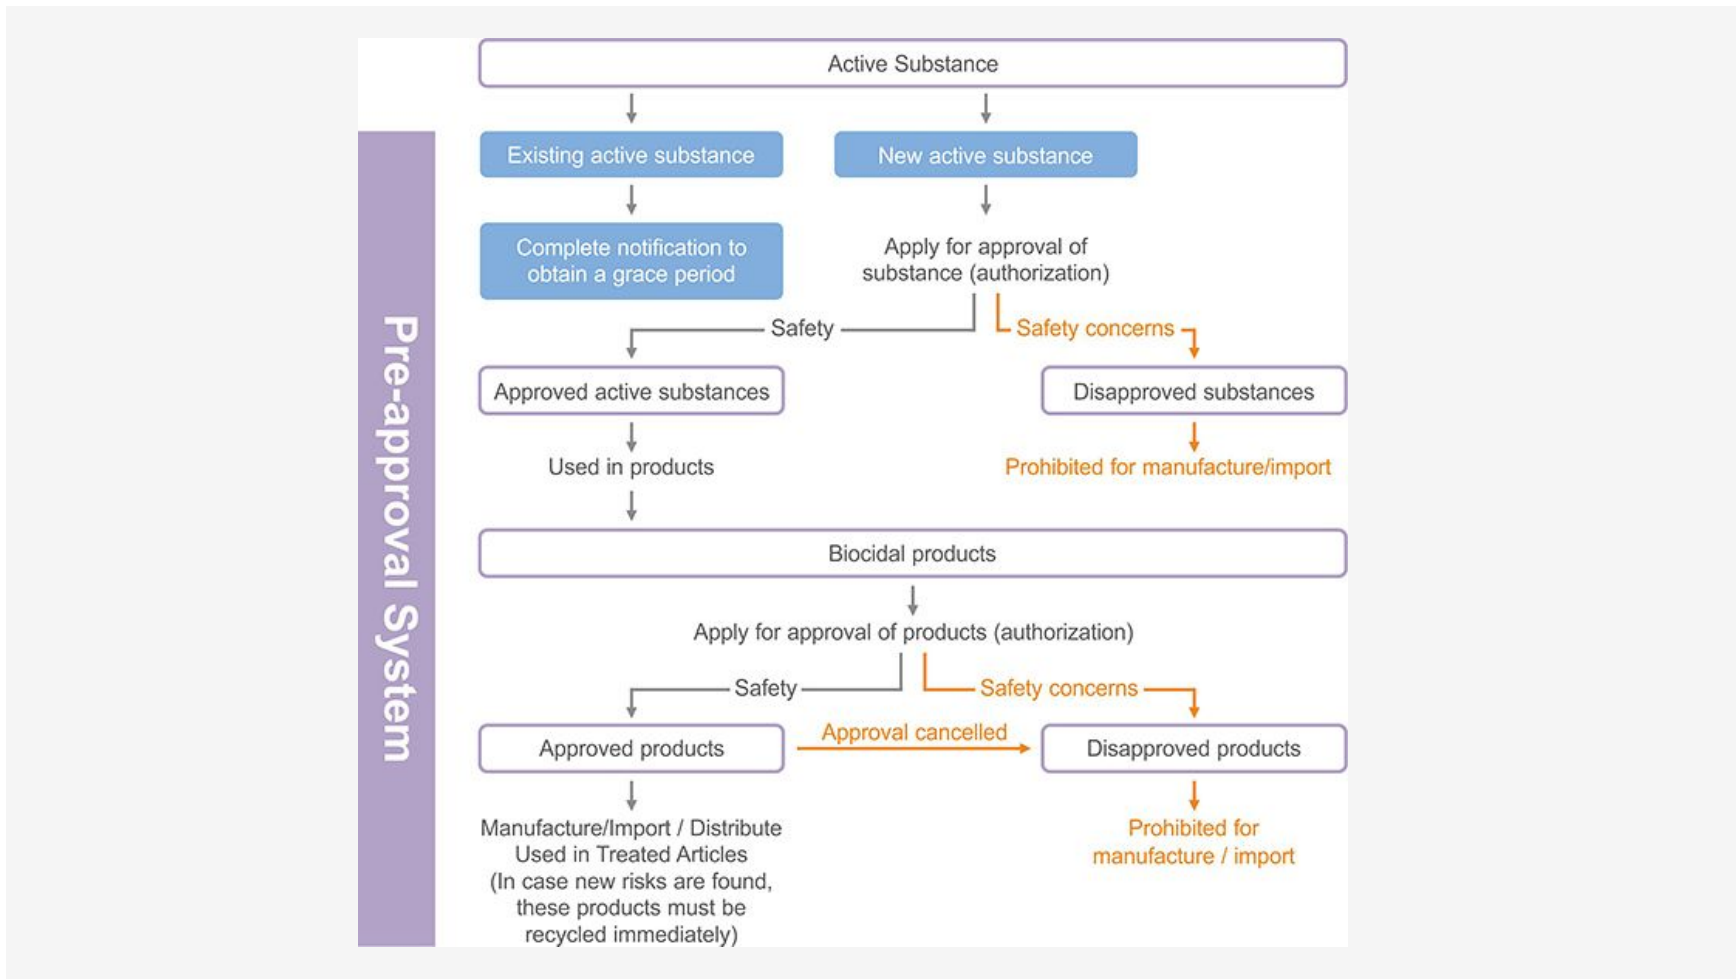 Active Substance
Existing active substance
New active substance
Complete notification to
obtain a grace period
Apply for approval of
substance (authorization)
Safety
Safety concerns
Approved active substances
Disapproved substances
Used in products
Prohibited for manufacture/import
Biocidal products
Apply for approval of products (authorization)
Safety
Safety concerns
Approved products
Approval cancelled
Disapproved products
Manufacture/Import / Distribute
Used in Treated Articles
(In case new risks are found,
these products must be
recycled immediately)
Prohibited for
manufacture / import
Pre-approval System